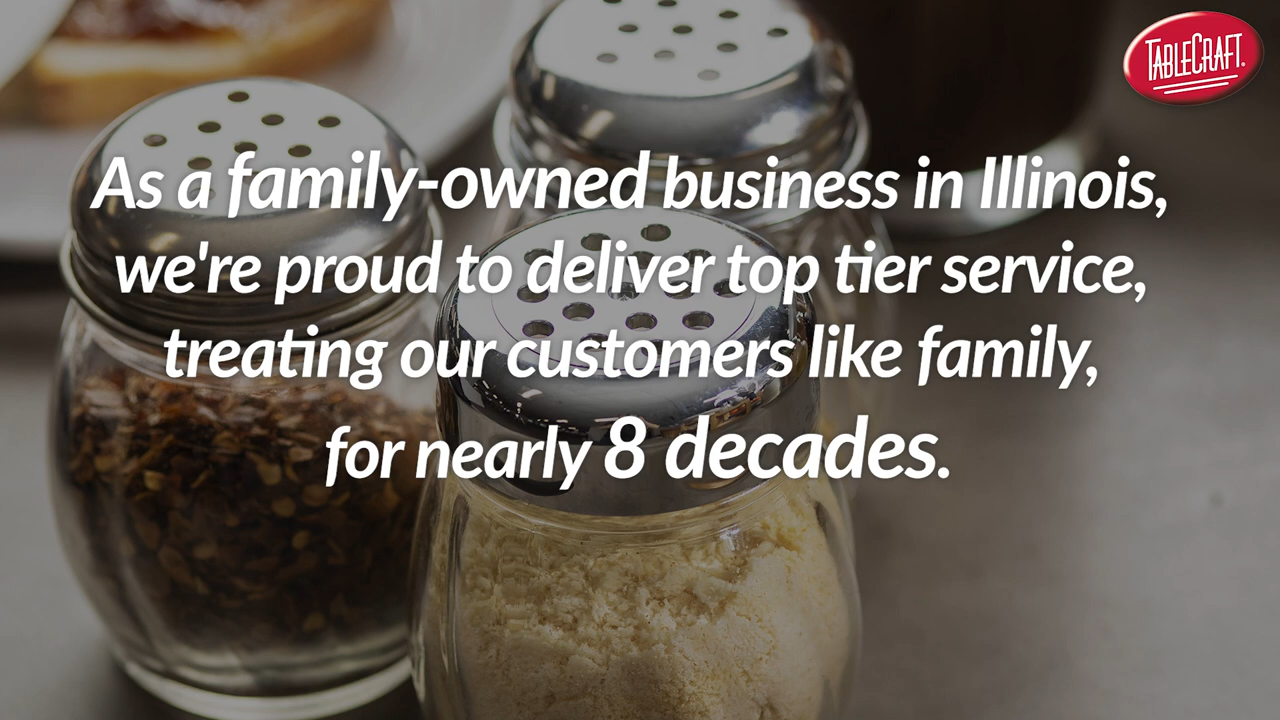 TABLECRAFT®
As a family-owned business in Illinois,
we're proud to deliver top tier service,
treating our customers like family,
for nearly 8 decades.